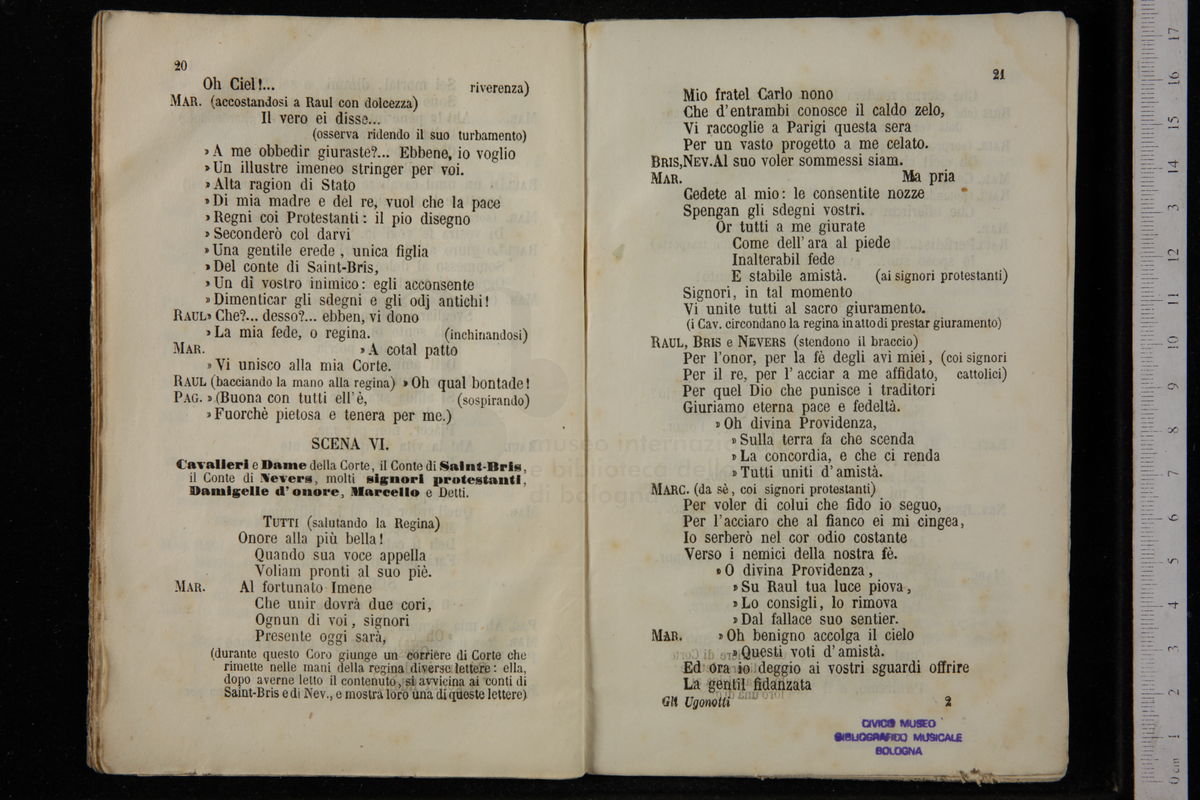 20
Oh Ciel!... riverenza)
MAR. (accostandosi a Raul con dolcezza)
Il vero ei disse...
(osserva ridendo il suo turbamento)
»A me obbedir giuraste?... Ebbene, io voglio
»Un illustre imeneo stringer per voi.
»Alta ragion di Stato
»Di mia madre e del re, vuol che la pace
»Regni coi Protestanti: il pio disegno
»Seconderò col darvi
»Una gentile erede, unica figlia
»Del conte di Saint-Bris,
»Un dì vostro inimico: egli acconsente
»Dimenticar gli sdegni e gli odj antichi!
RAUL» Che?... desso?... ebben, vi dono
»La mia fede, o regina. (inchinandosi)
MAR. »A cotal patto
»Vi unisco alla mia Corte.
RAUL (bacciando la mano alla regina) »Oh qual bontade!
PAG. »(Buona con tutti ell'è, (sospirando)
»Fuorchè pietosa e tenera per me.)
SCENA VI.
Cavalieri e Dame della Corte, il Conte di Saint-Bris,
il Conte di Nevers, molti signori protestanti,
Damigelle d'onore, Marcello e Detti.
TUTTI (salutando la Regina)
Onore alla più bella!
Quando sua voce appella
Voliam pronti al suo piè.
MAR. Al fortunato Imene
Che unir dovrà due cori,
Ognun di voi, signori
Presente oggi sarà,
(durante questo Coro giunge un corriere di Corte che
rimette nelle mani della regina diverse lettere: ella,
dopo averne letto il contenuto, si avvicina ai conti di
Saint-Bris e di Nev., e mostra loro una di queste lettere)
21
Mio fratel Carlo nono
Che d'entrambi conosce il caldo zelo,
Vi raccoglie a Parigi questa sera
Per un vasto progetto a me celato.
BRIS,NEV.Al suo voler sommessi siam.
MAR. Ma pria
Cedete al mio: le consentite nozze
Spengan gli sdegni vostri.
Or tutti a me giurate
Come dell'ara al piede
Inalterabil fede
E stabile amistà. (ai signori protestanti)
Signori, in tal momento
Vi unite tutti al sacro giuramento.
(i Cav. circondano la regina in atto di prestar giuramento)
RAUL, BRIS e NEVERS (stendono il braccio)
Per l'onor, per la fè degli avi miei, (coi signori
Per il re, per l'acciar a me affidato, cattolici)
Per quel Dio che punisce i traditori
Giuriamo eterna pace e fedeltà.
»Oh divina Providenza,
»Sulla terra fa che scenda
»La concordia, e che ci renda
»Tutti uniti d'amistà.
MARC. (da sè, coi signori protestanti)
Per voler di colui che fido io seguo,
Per l'acciaro che al fianco ei mi cingea,
Io serberò nel cor odio costante
Verso i nemici della nostra fè.
»O divina Providenza,
»Su Raul tua luce piova,
»Lo consigli, lo rimova
»Dal fallace suo sentier.
MAR. »Oh benigno accolga il cielo
»Questi voti d'amistà.
Ed ora io deggio ai vostri sguardi offrire
La gentil fidanzata
Gli Ugonotti 2
CIVICO MUSEO
BIBLIOGRAFICO MUSICALE
BOLOGNA